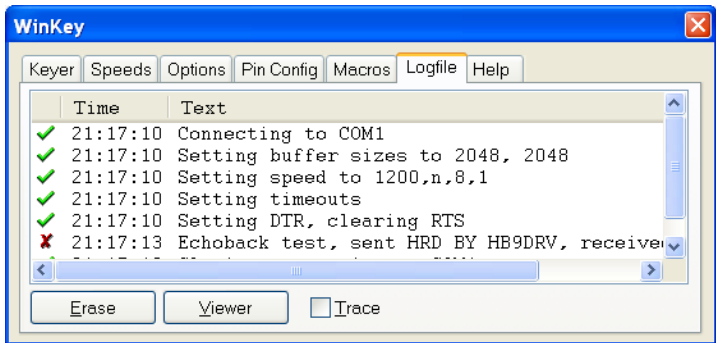 WinKey
Keyer Speeds Options Pin Config Macros Logfile Help
Time Text
21:17:10 Connecting to COM1
21:17:10 Setting buffer sizes to 2048, 2048
21:17:10 Setting speed to 1200,n,8,1
21:17:10 Setting timeouts
21:17:10 Setting DTR, clearing RTS
21:17:13 Echoback test, sent HRD BY HB9DRV,
Erase Viewer Trace